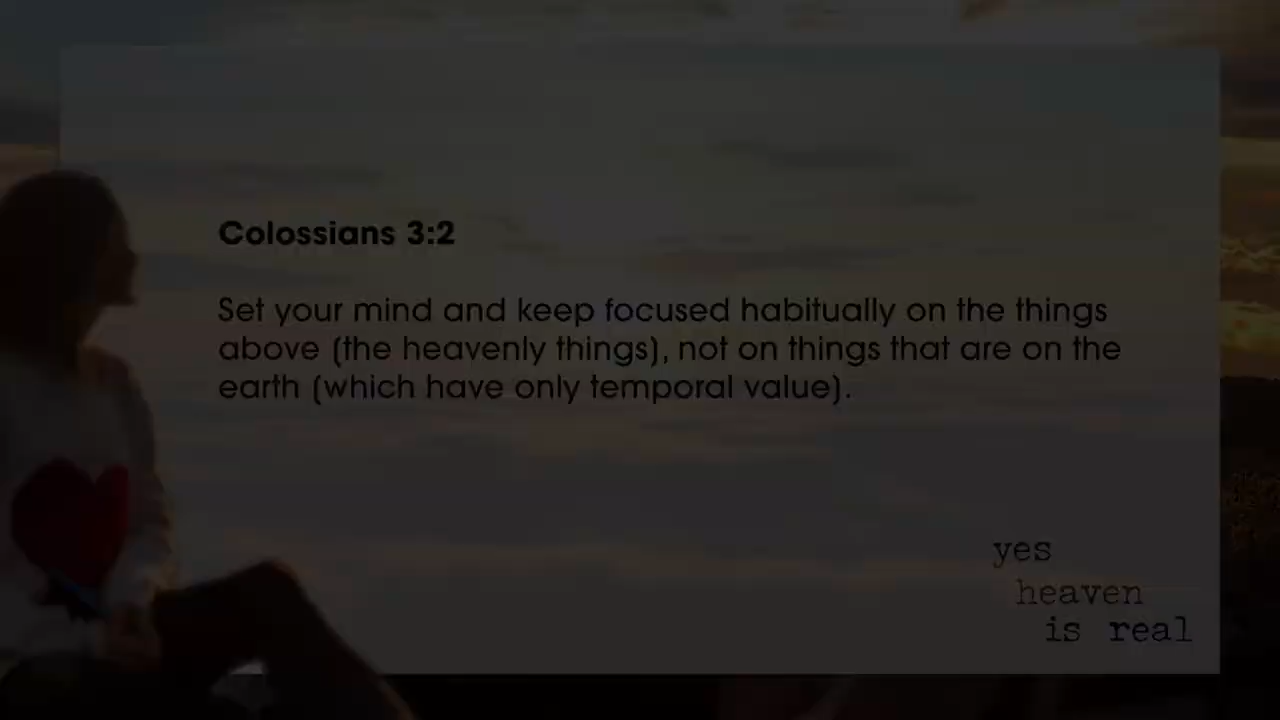 Colossians 3:2
Set your mind and keep focused habitually on the things
above (the heavenly things), not on things that are on the
earth (which have only temporal value).
yes
heaven
is real